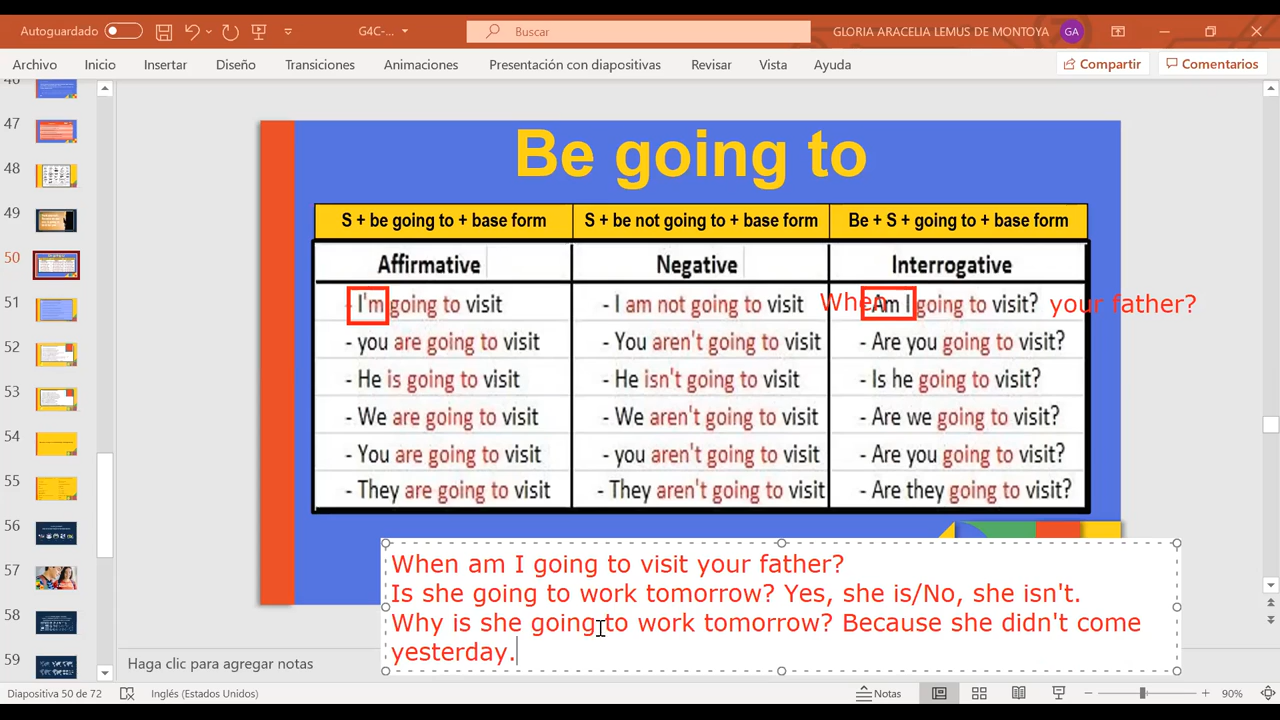 Autoguardado
G4C-...
Buscar
GLORIA ARACELIA LEMUS DE MONTOYA
GA
Archivo
Inicio
Insertar
Diseño
Transiciones
Animaciones
Presentación con diapositivas
Revisar
Vista
Ayuda
Compartir
Comentarios
46
47
48
49
50
51
52
53
54
55
56
57
58
59
Be going to
S + be going to + base form
S + be not going to + base form
Be + S + going to + base form
Affirmative
Negative
Interrogative
- I'm going to visit
- I am not going to visit
When
Am I going to visit?
your father?
- you are going to visit
- You aren't going to visit
- Are you going to visit?
- He is going to visit
- He isn't going to visit
- Is he going to visit?
- We are going to visit
- We aren't going to visit
- Are we going to visit?
- You are going to visit
- you aren't going to visit
- Are you going to visit?
- They are going to visit
- They aren't going to visit
- Are they going to visit?
When am I going to visit your father?
Is she going to work tomorrow? Yes, she is/No, she isn't.
Why is she going to work tomorrow? Because she didn't come
yesterday.
Haga clic para agregar notas
Diapositiva 50 de 72
Inglés (Estados Unidos)
Notas
90%